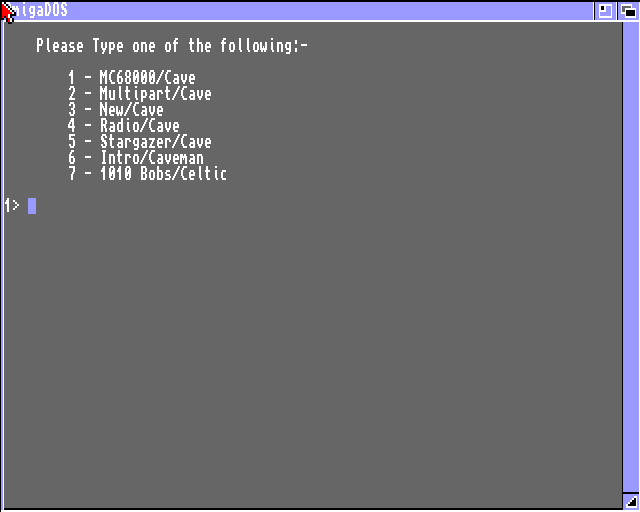 AmigaDOS
Please Type one of the following:-
1 - MC68000/Cave
2 - Multipart/Cave
3 - New/Cave
4 - Radio/Cave
5 - Stargazer/Cave
6 - Intro/Caveman
7 - 1010 Bobs/Celtic
1>